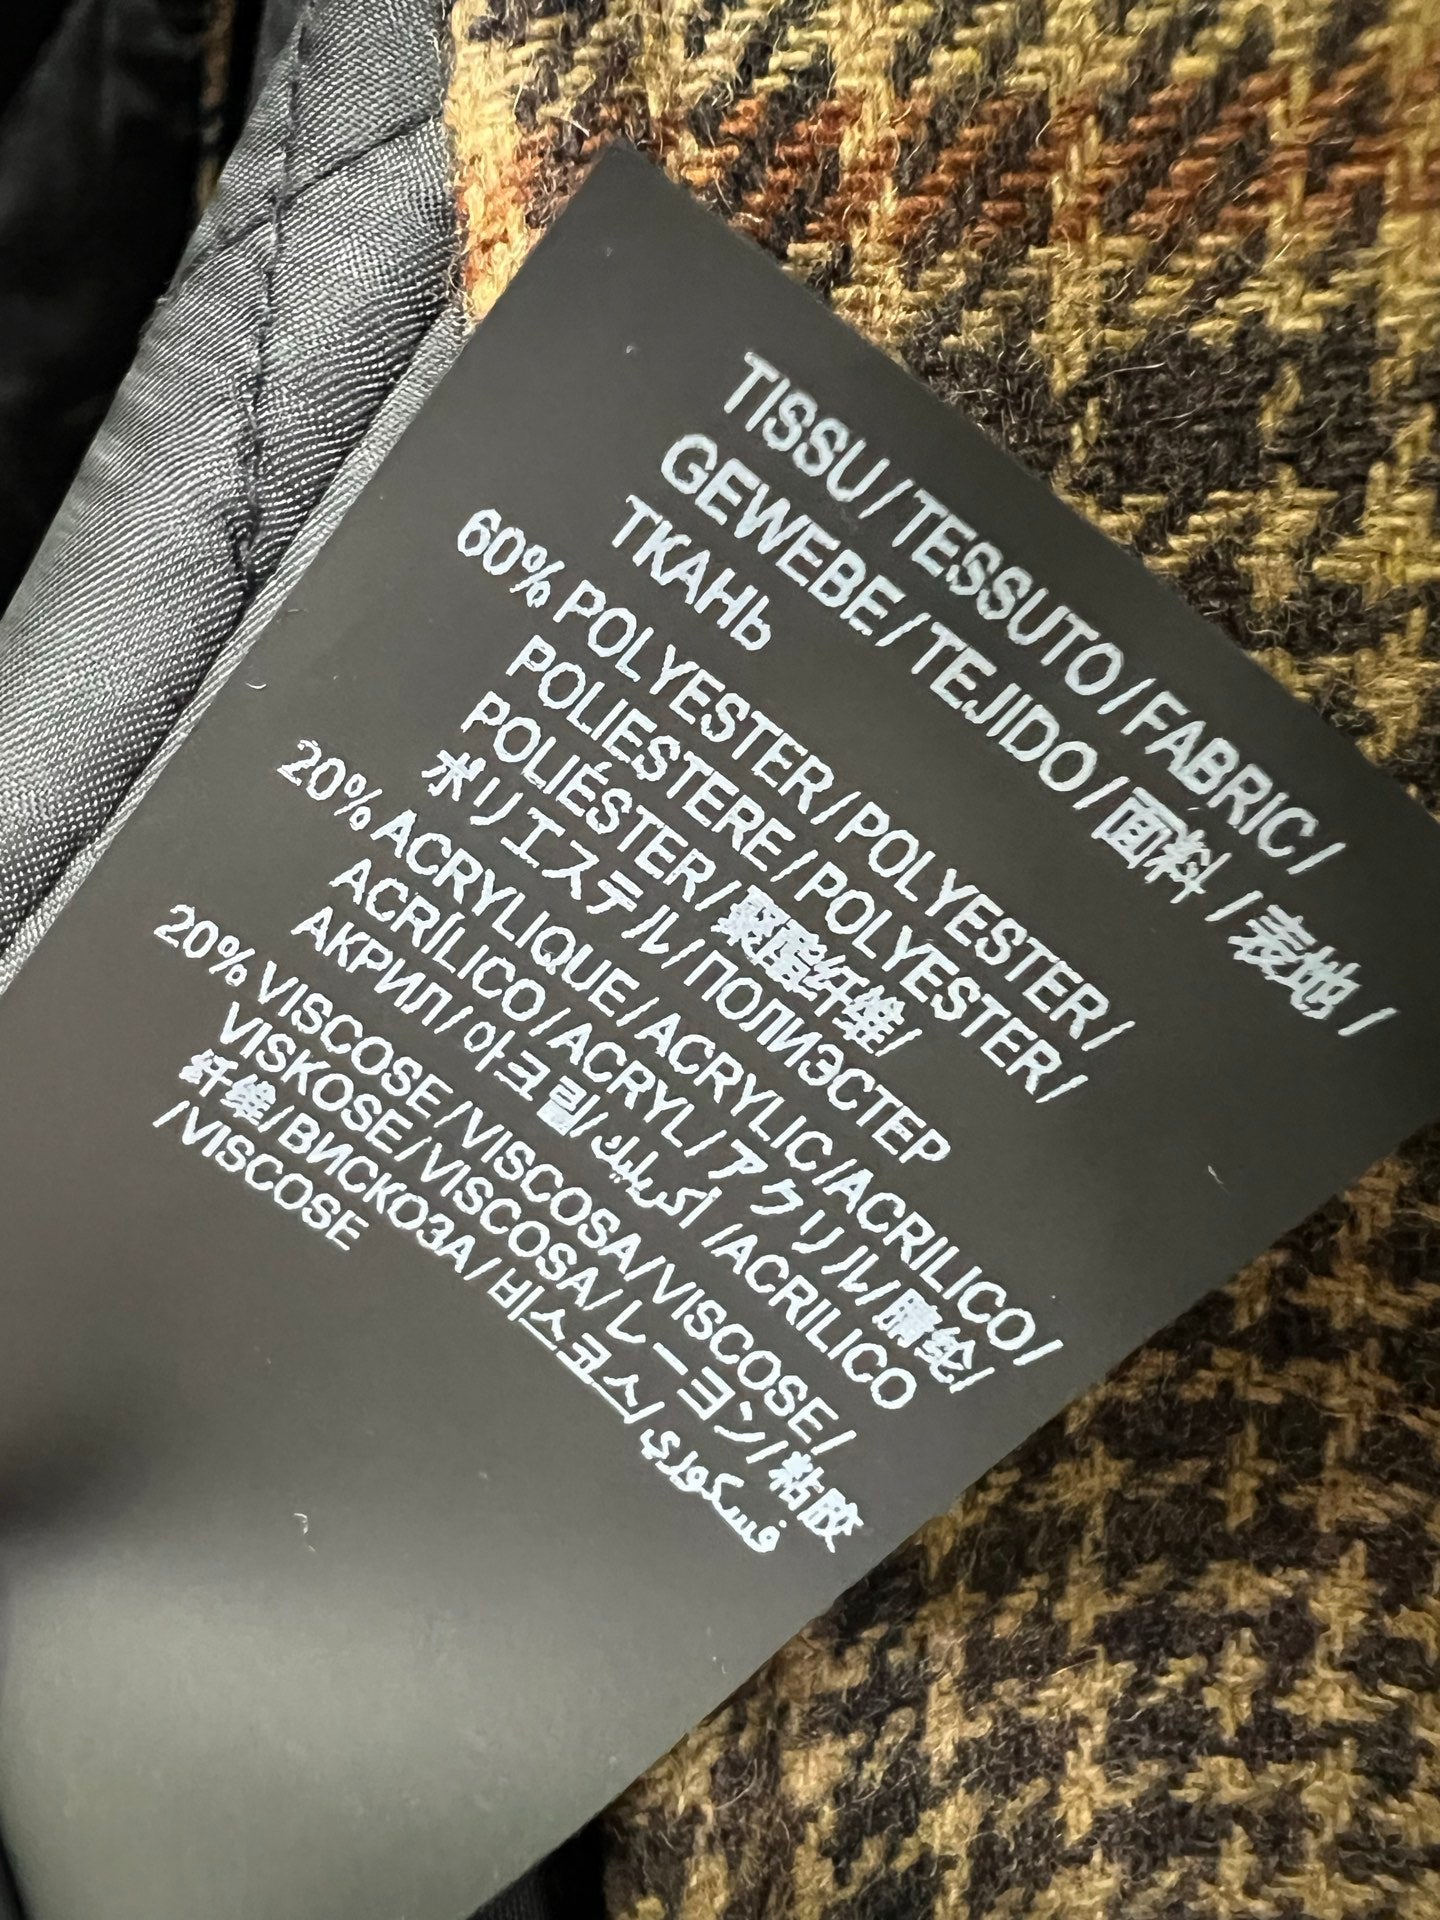 TISSU / TESSUTO / FABRIC /
GEWEBE / TEJIDO / 面料 / 表地 /
ТКАНЬ
60% POLYESTER / POLYESTER /
POLIESTERE / POLYESTER /
POLIÉSTER / 聚酯纤维/
ポリエステル / ПОЛИЭСТЕР
20% ACRYLIQUE / ACRYLIC / ACRILICO /
ACRÍLICO / ACRYL / アクリル / 腈纶/
АКРИЛ / 아크릴/ أكريليك /ACRILICO
20% VISCOSE / VISCOSA / VISCOSE /
VISKOSE / VISCOSA / レーヨン / 粘胶
纤维/ ВИСКОЗА / 비스코스/ فسكوزي
/VISCOSE